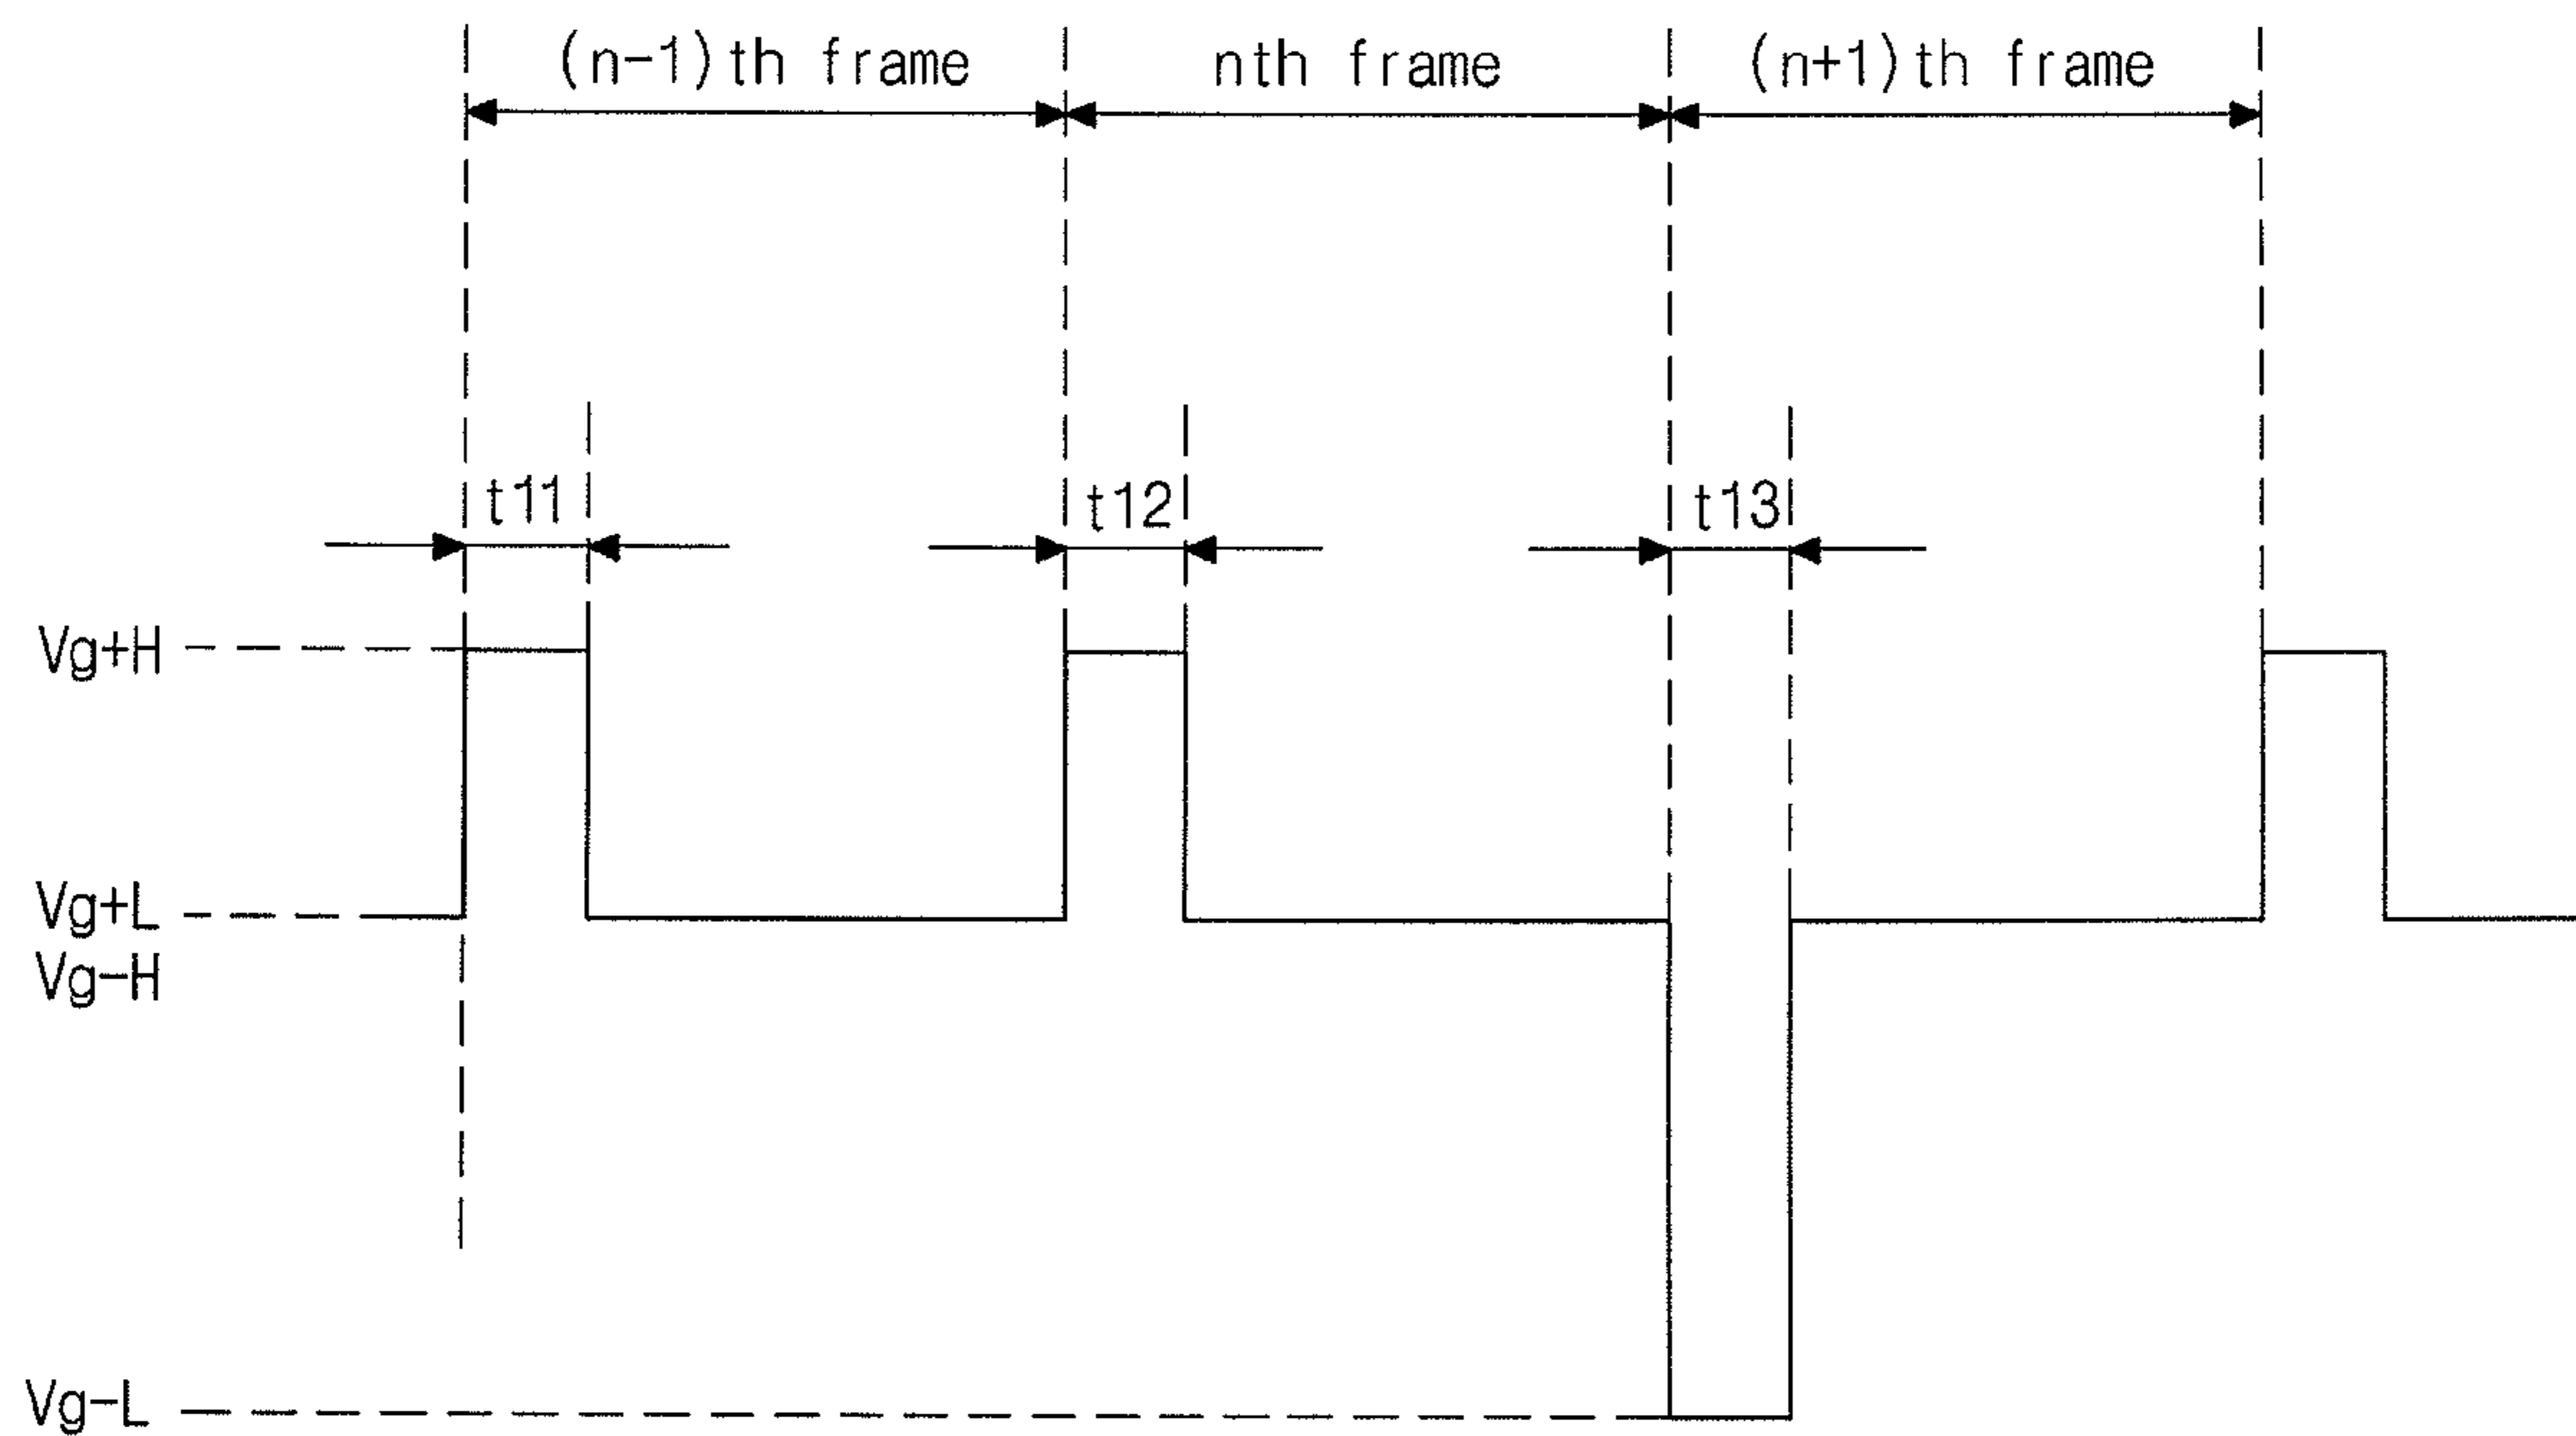 (n-1)th frame
nth frame
(n+1)th frame
t11
t12
t13
Vg+H
Vg+L
Vg-H
Vg-L